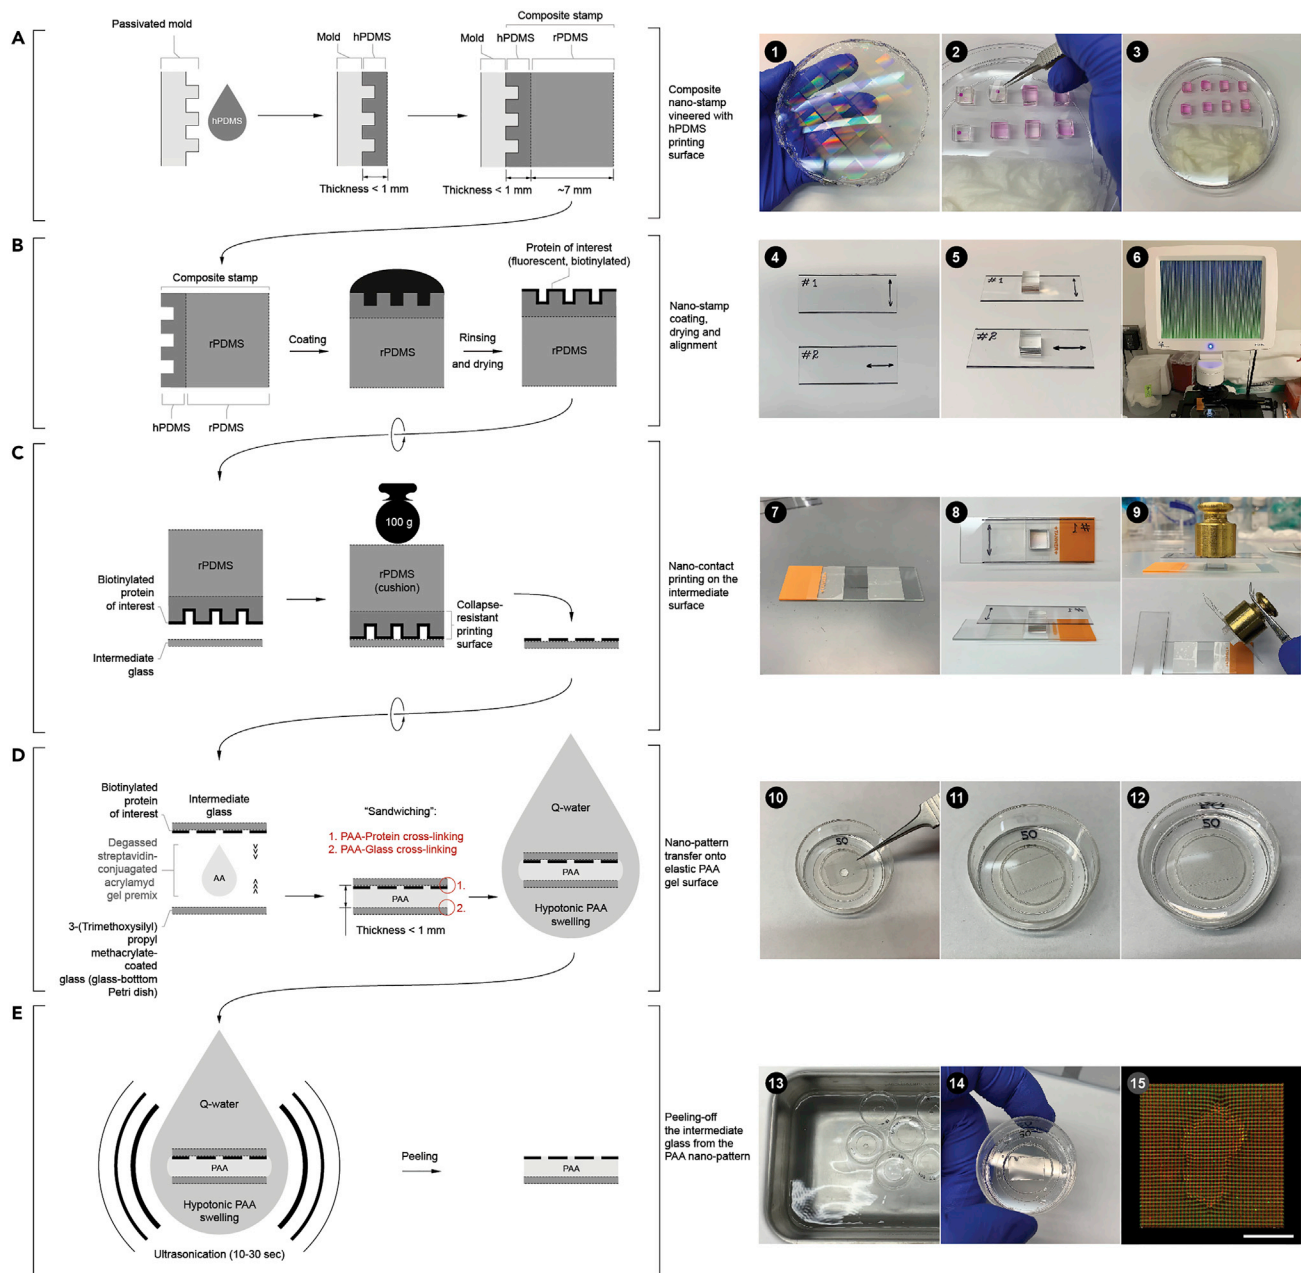 A
Passivated mold
hPDMS
Mold
hPDMS
Thickness < 1 mm
Composite stamp
Mold
hPDMS
rPDMS
Thickness < 1 mm
~7 mm
Composite
nano-stamp
vineered with
hPDMS
printing
surface
1
2
3
B
Composite stamp
rPDMS
hPDMS
rPDMS
Coating
rPDMS
Rinsing
and drying
Protein of interest
(fluorescent, biotinylated)
rPDMS
Nano-stamp
coating,
drying and
alignment
4
#1
#2
5
#1
#2
6
C
rPDMS
Biotinylated
protein
of interest
Intermediate
glass
100 g
rPDMS
(cushion)
Collapse-
resistant
printing
surface
Nano-contact
printing on the
intermediate
surface
7
8
#1
9
D
Biotinylated
protein
of interest
Intermediate
glass
Degassed
streptavidin-
conjugated
acrylamyd
gel premix
AA
3-(Trimethoxysilyl)
propyl
methacrylate-
coated
glass (glass-botttom
Petri dish)
"Sandwiching":
1. PAA-Protein cross-linking
2. PAA-Glass cross-linking
PAA
1.
2.
Thickness < 1 mm
Q-water
PAA
Hypotonic PAA
swelling
Nano-pattern
transfer onto
elastic PAA
gel surface
10
50
11
50
12
50
E
Q-water
PAA
Hypotonic PAA
swelling
Ultrasonication (10-30 sec)
Peeling
PAA
Peeling-off
the intermediate
glass from the
PAA nano-pattern
13
14
50
15